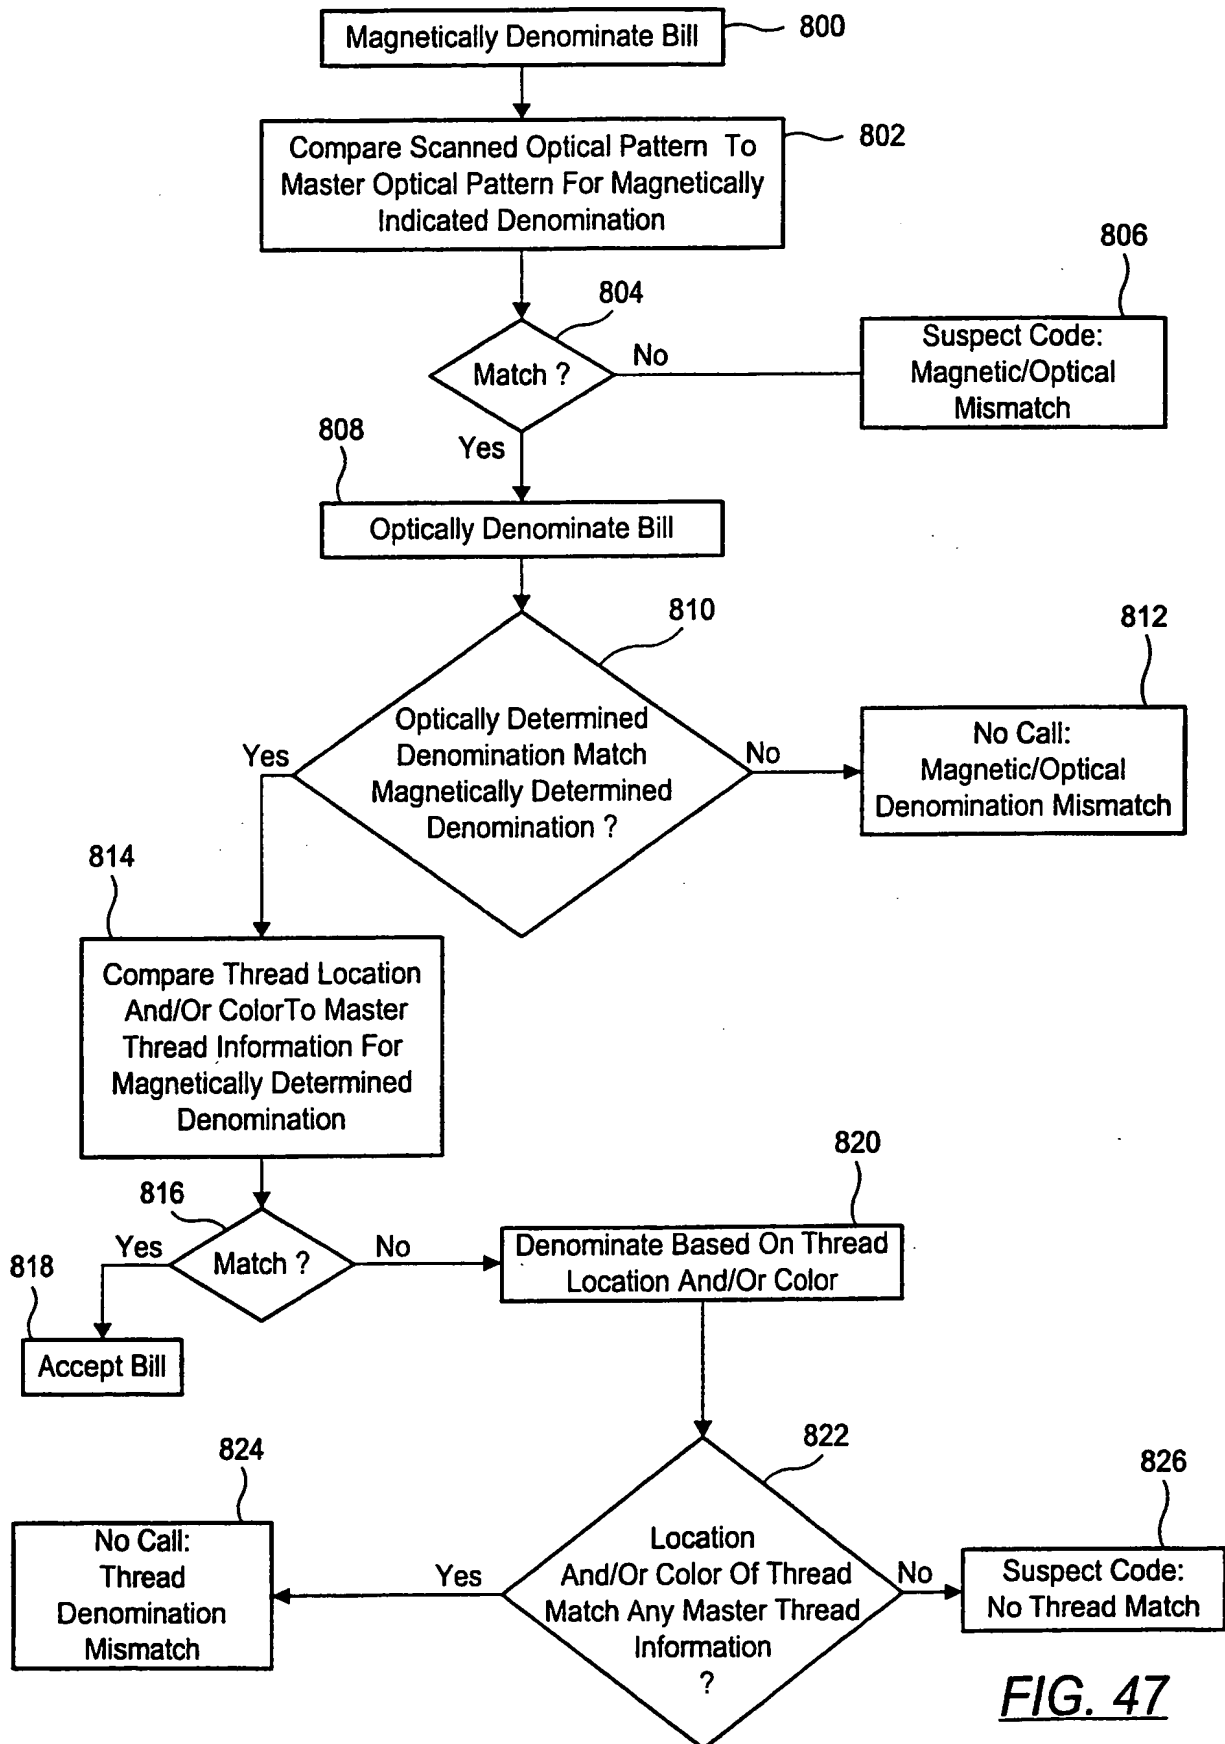 Magnetically Denominate Bill
800
Compare Scanned Optical Pattern To
Master Optical Pattern For Magnetically
Indicated Denomination
802
804
Match ?
No
806
Suspect Code:
Magnetic/Optical
Mismatch
Yes
808
Optically Denominate Bill
810
Optically Determined
Denomination Match
Magnetically Determined
Denomination ?
Yes
No
812
No Call:
Magnetic/Optical
Denomination Mismatch
814
Compare Thread Location
And/Or ColorTo Master
Thread Information For
Magnetically Determined
Denomination
816
Match ?
Yes
No
818
Accept Bill
820
Denominate Based On Thread
Location And/Or Color
822
Location
And/Or Color Of Thread
Match Any Master Thread
Information
?
Yes
No
824
No Call:
Thread
Denomination
Mismatch
826
Suspect Code:
No Thread Match
FIG. 47